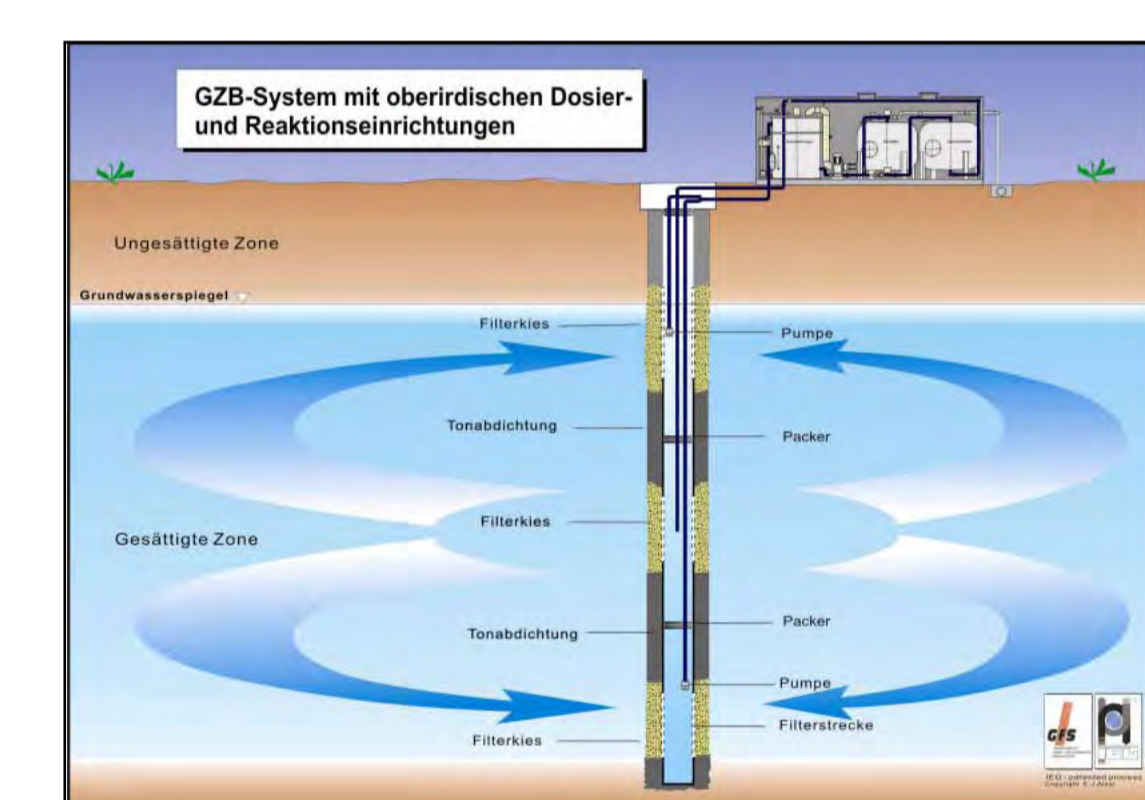 GZB-System mit oberirdischen Dosier-
und Reaktionseinrichtungen
Ungesättigte Zone
Grundwasserspiegel
Filterkies
Pumpe
Tonabdichtung
Packer
Filterkies
Gesättigte Zone
Packer
Tonabdichtung
Pumpe
Filterstrecke
Filterkies
GFS
IEG - patented process